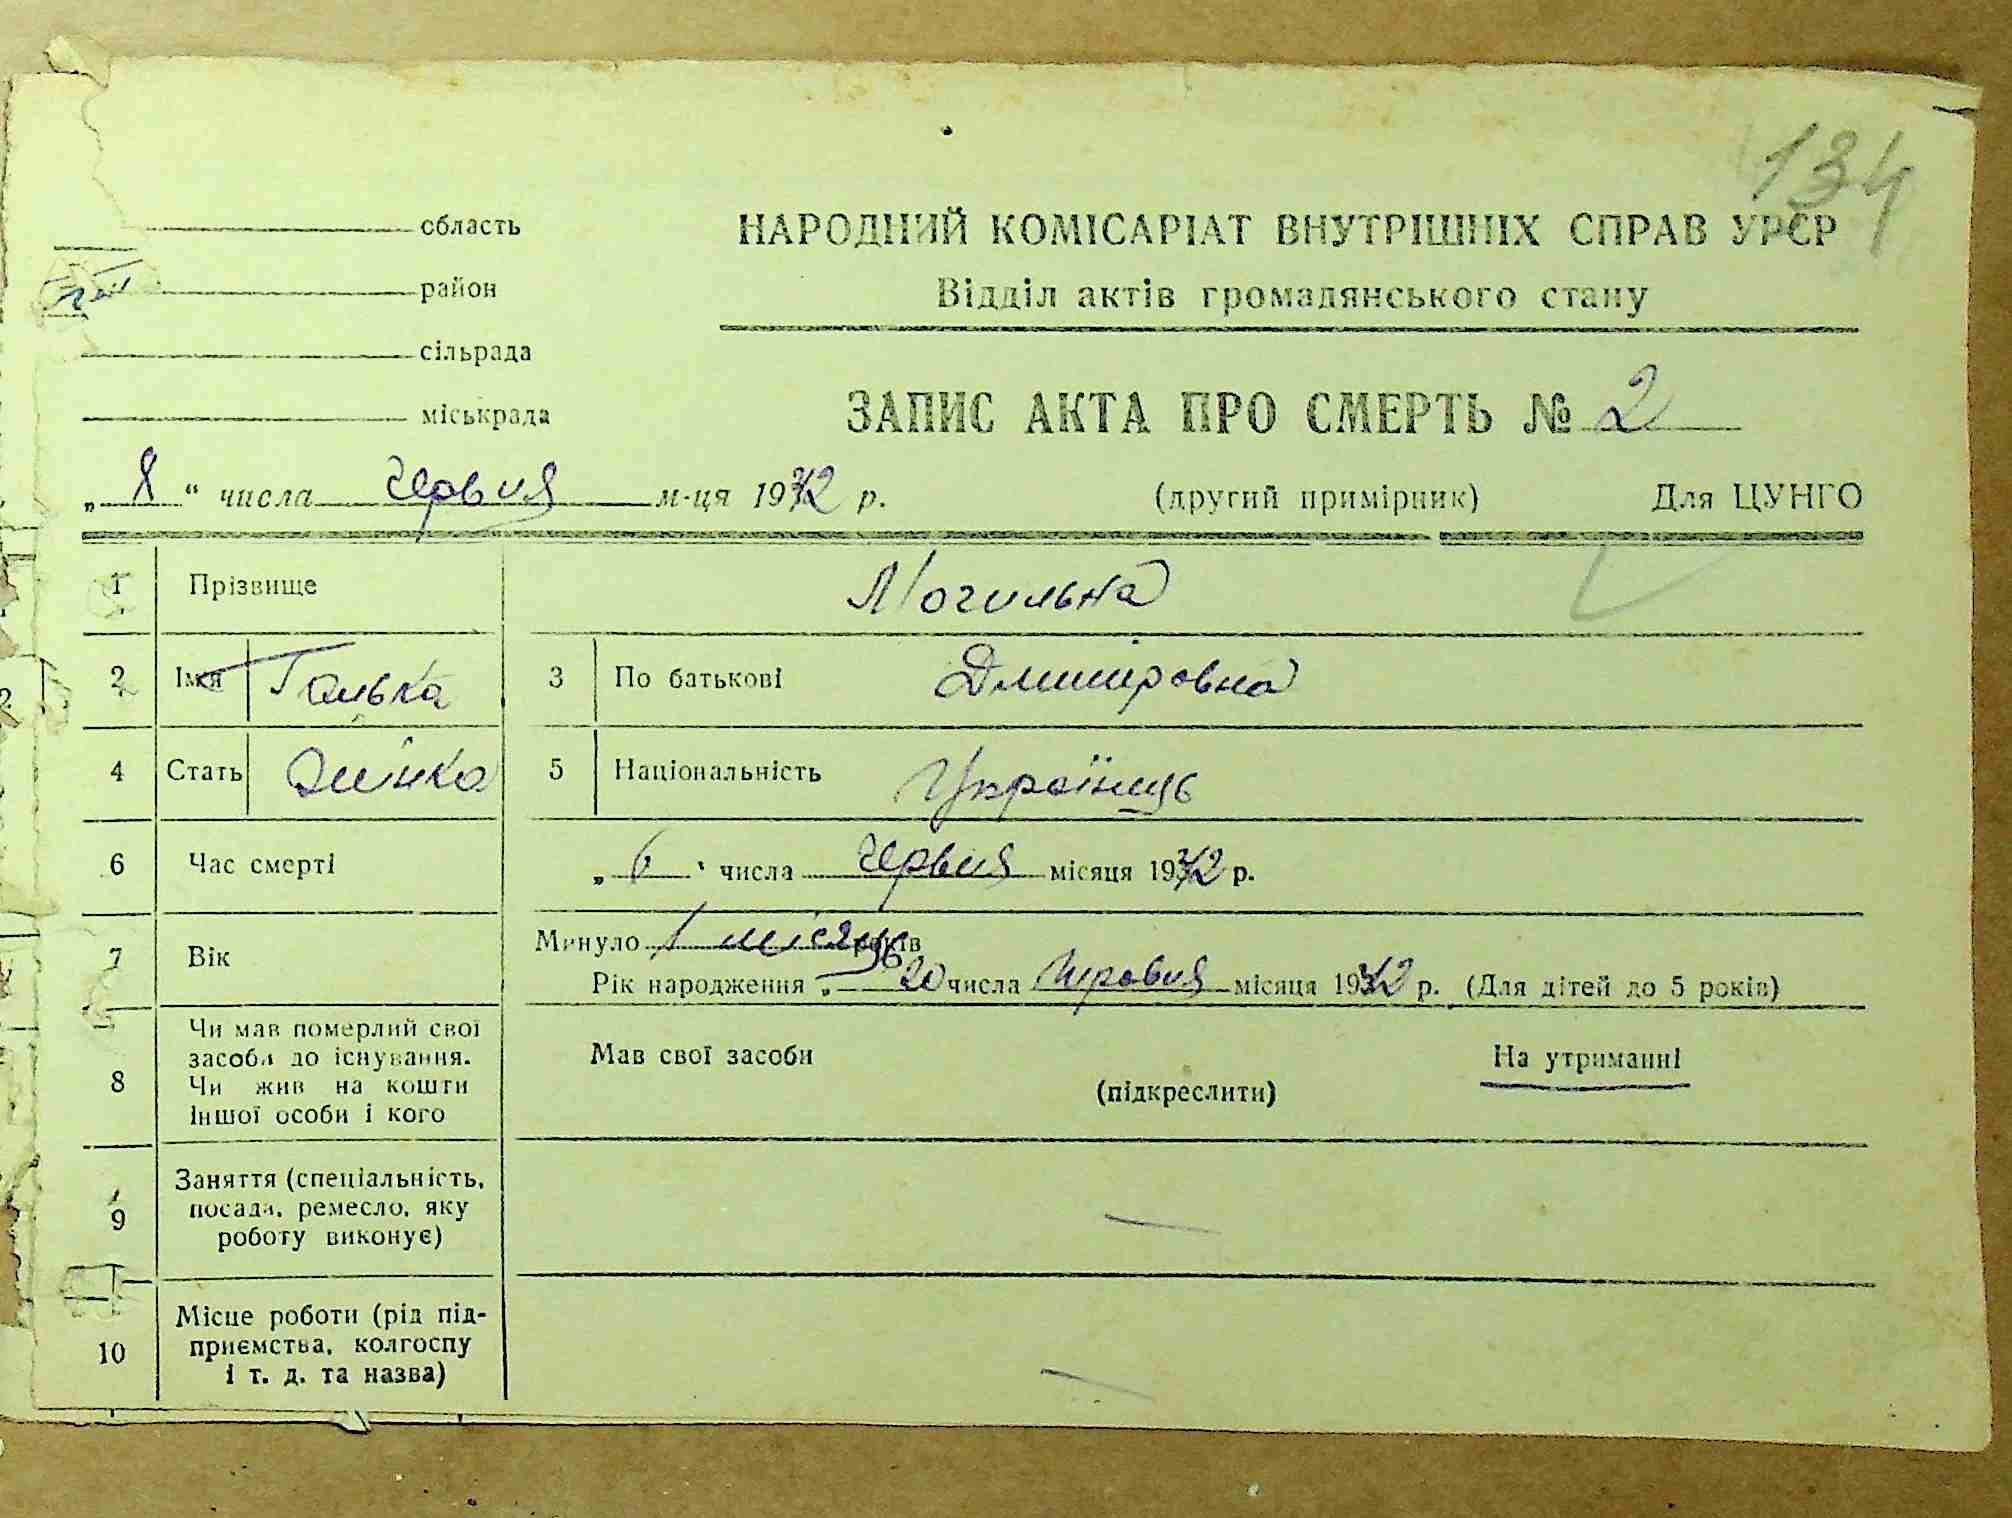 134
область
НАРОДНИЙ КОМІСАРІАТ ВНУТРІШНІХ СПРАВ УРСР
район
Відділ актів громадянського стану
сільрада
міськрада
ЗАПИС АКТА ПРО СМЕРТЬ № 2
„ 8 “ числа червня м-ця 1942 р.
(другий примірник) Для ЦУНГО
1 Прізвище Могильна
2 Імя Галька 3 По батькові Дмитровна
4 Стать жінка 5 Національність Українць
6 Час смерті „ 6 “ числа червня місяця 1942 р.
7 Вік Минуло 1 місяць років
Рік народження „ 20 числа місяця 1942 р. (Для дітей до 5 років)
8 Чи мав померлий свої
засоби до існування.
Чи жив на кошти
іншої особи і кого
Мав свої засоби На утриманні
(підкреслити)
9 Заняття (спеціальність,
посада, ремесло, яку
роботу виконує) —
10 Місце роботи (рід під-
приємства, колгоспу
і т. д. та назва) —